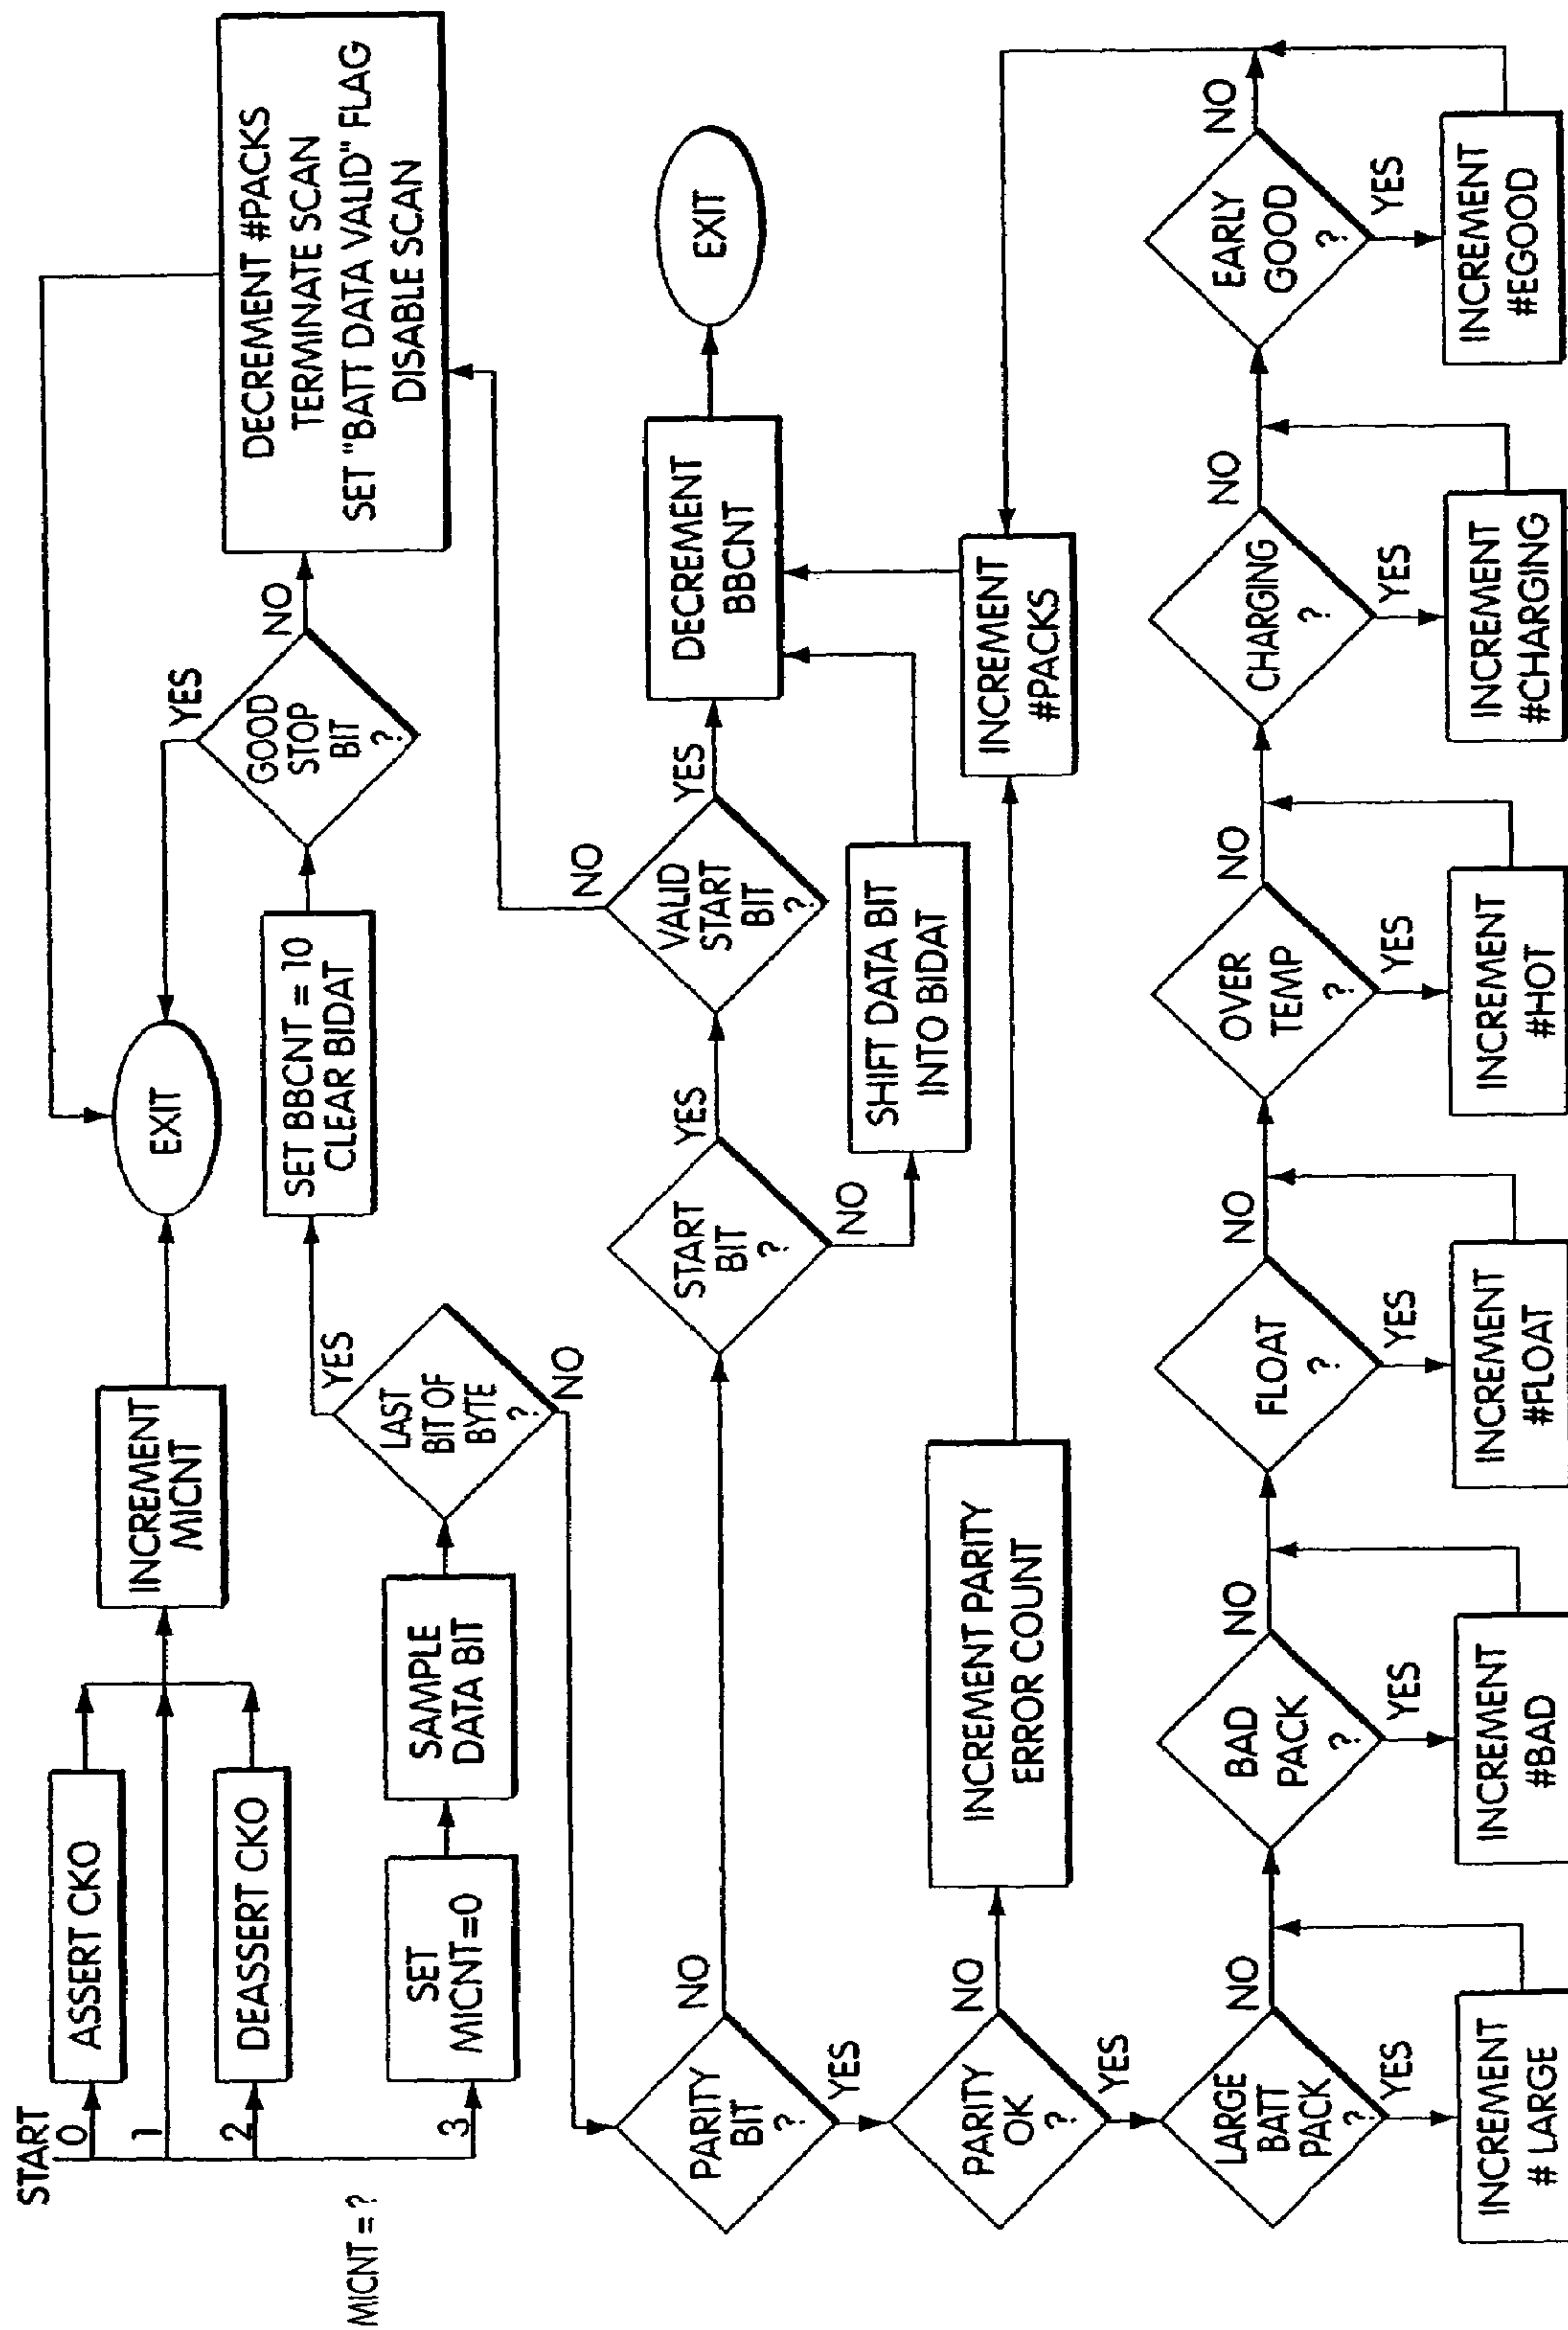 START
MICNT = ?
0
ASSERT CKO
1
2
DEASSERT CKO
3
INCREMENT
MICNT
EXIT
SET
MICNT=0
SAMPLE
DATA BIT
LAST
BIT OF
BYTE
?
YES
NO
SET BBCNT = 10
CLEAR BIDAT
GOOD
STOP
BIT
?
YES
NO
DECREMENT #PACKS
TERMINATE SCAN
SET "BATT DATA VALID" FLAG
DISABLE SCAN
PARITY
BIT
?
NO
YES
START
BIT
?
YES
NO
VALID
START
BIT
?
NO
YES
DECREMENT
BBCNT
EXIT
SHIFT DATA BIT
INTO BIDAT
PARITY
OK
?
NO
YES
INCREMENT PARITY
ERROR COUNT
INCREMENT
#PACKS
LARGE
BATT
PACK
?
NO
YES
INCREMENT
# LARGE
BAD
PACK
?
NO
YES
INCREMENT
#BAD
FLOAT
?
NO
YES
INCREMENT
#FLOAT
OVER
TEMP
?
NO
YES
INCREMENT
#HOT
CHARGING
?
NO
YES
INCREMENT
#CHARGING
EARLY
GOOD
?
NO
YES
INCREMENT
#EGOOD